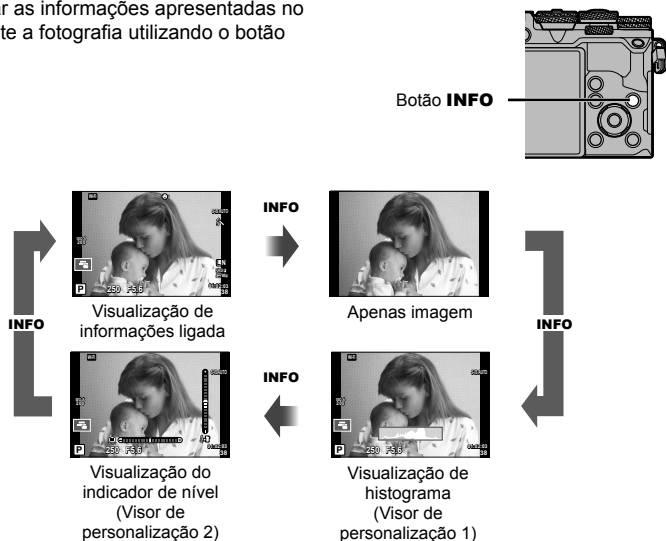 ar as informações apresentadas no
te a fotografia utilizando o botão
Botão INFO
INFO
P 250 F5.6 38
Visualização de
informações ligada
Apenas imagem
INFO
INFO
INFO
P 250 F5.6 38
Visualização do
indicador de nível
(Visor de
personalização 2)
P 250 F5.6 38
Visualização de
histograma
(Visor de
personalização 1)